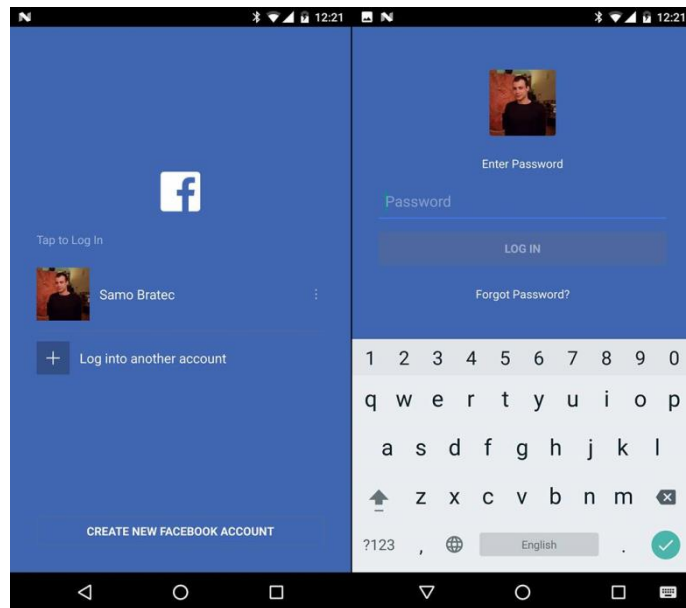 12:21
Tap to Log In
Samo Bratec
Log into another account
CREATE NEW FACEBOOK ACCOUNT
12:21
Enter Password
Password
LOG IN
Forgot Password?
1 2 3 4 5 6 7 8 9 0
q w e r t y u i o p
a s d f g h j k l
z x c v b n m
?123 , English .